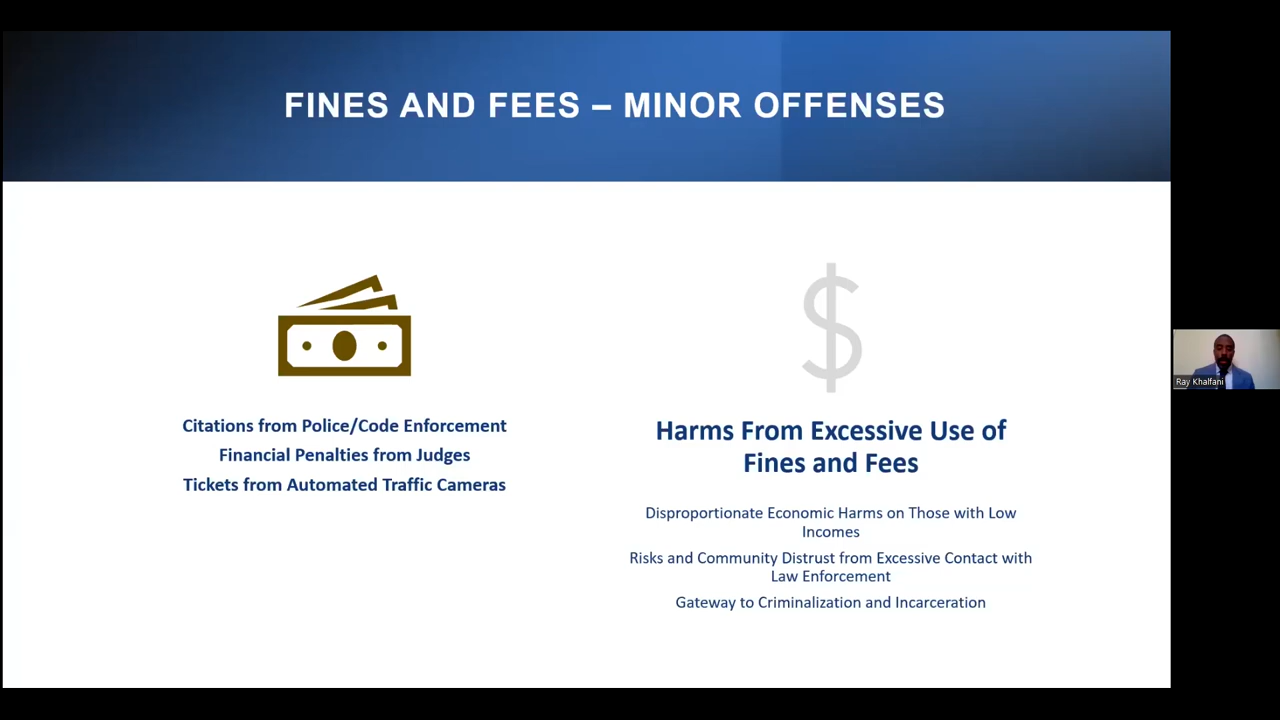 FINES AND FEES – MINOR OFFENSES
Citations from Police/Code Enforcement
Financial Penalties from Judges
Tickets from Automated Traffic Cameras
$
Harms From Excessive Use of
Fines and Fees
Disproportionate Economic Harms on Those with Low
Incomes
Risks and Community Distrust from Excessive Contact with
Law Enforcement
Gateway to Criminalization and Incarceration
Ray Khalfani